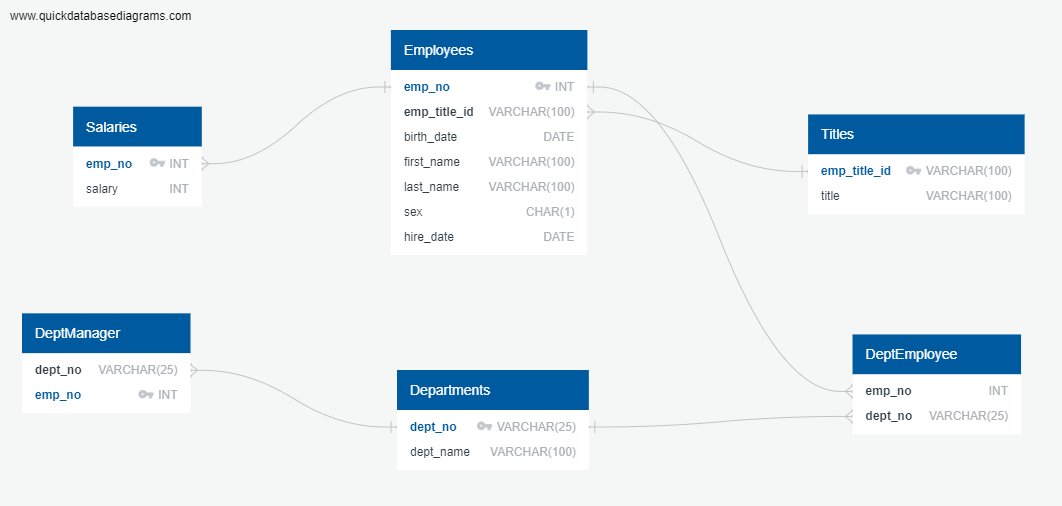 www.quickdatabasediagrams.com
Employees
emp_no INT
emp_title_id VARCHAR(100)
birth_date DATE
first_name VARCHAR(100)
last_name VARCHAR(100)
sex CHAR(1)
hire_date DATE
Salaries
emp_no INT
salary INT
Titles
emp_title_id VARCHAR(100)
title VARCHAR(100)
DeptManager
dept_no VARCHAR(25)
emp_no INT
Departments
dept_no VARCHAR(25)
dept_name VARCHAR(100)
DeptEmployee
emp_no INT
dept_no VARCHAR(25)